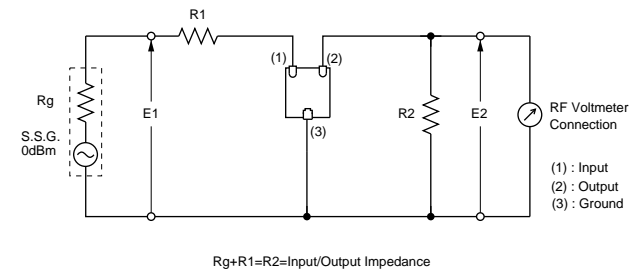 R1
(1)
(2)
Rg
E1
R2
E2
RF Voltmeter
Connection
S.S.G.
0dBm
(3)
(1) : Input
(2) : Output
(3) : Ground
Rg+R1=R2=Input/Output Impedance